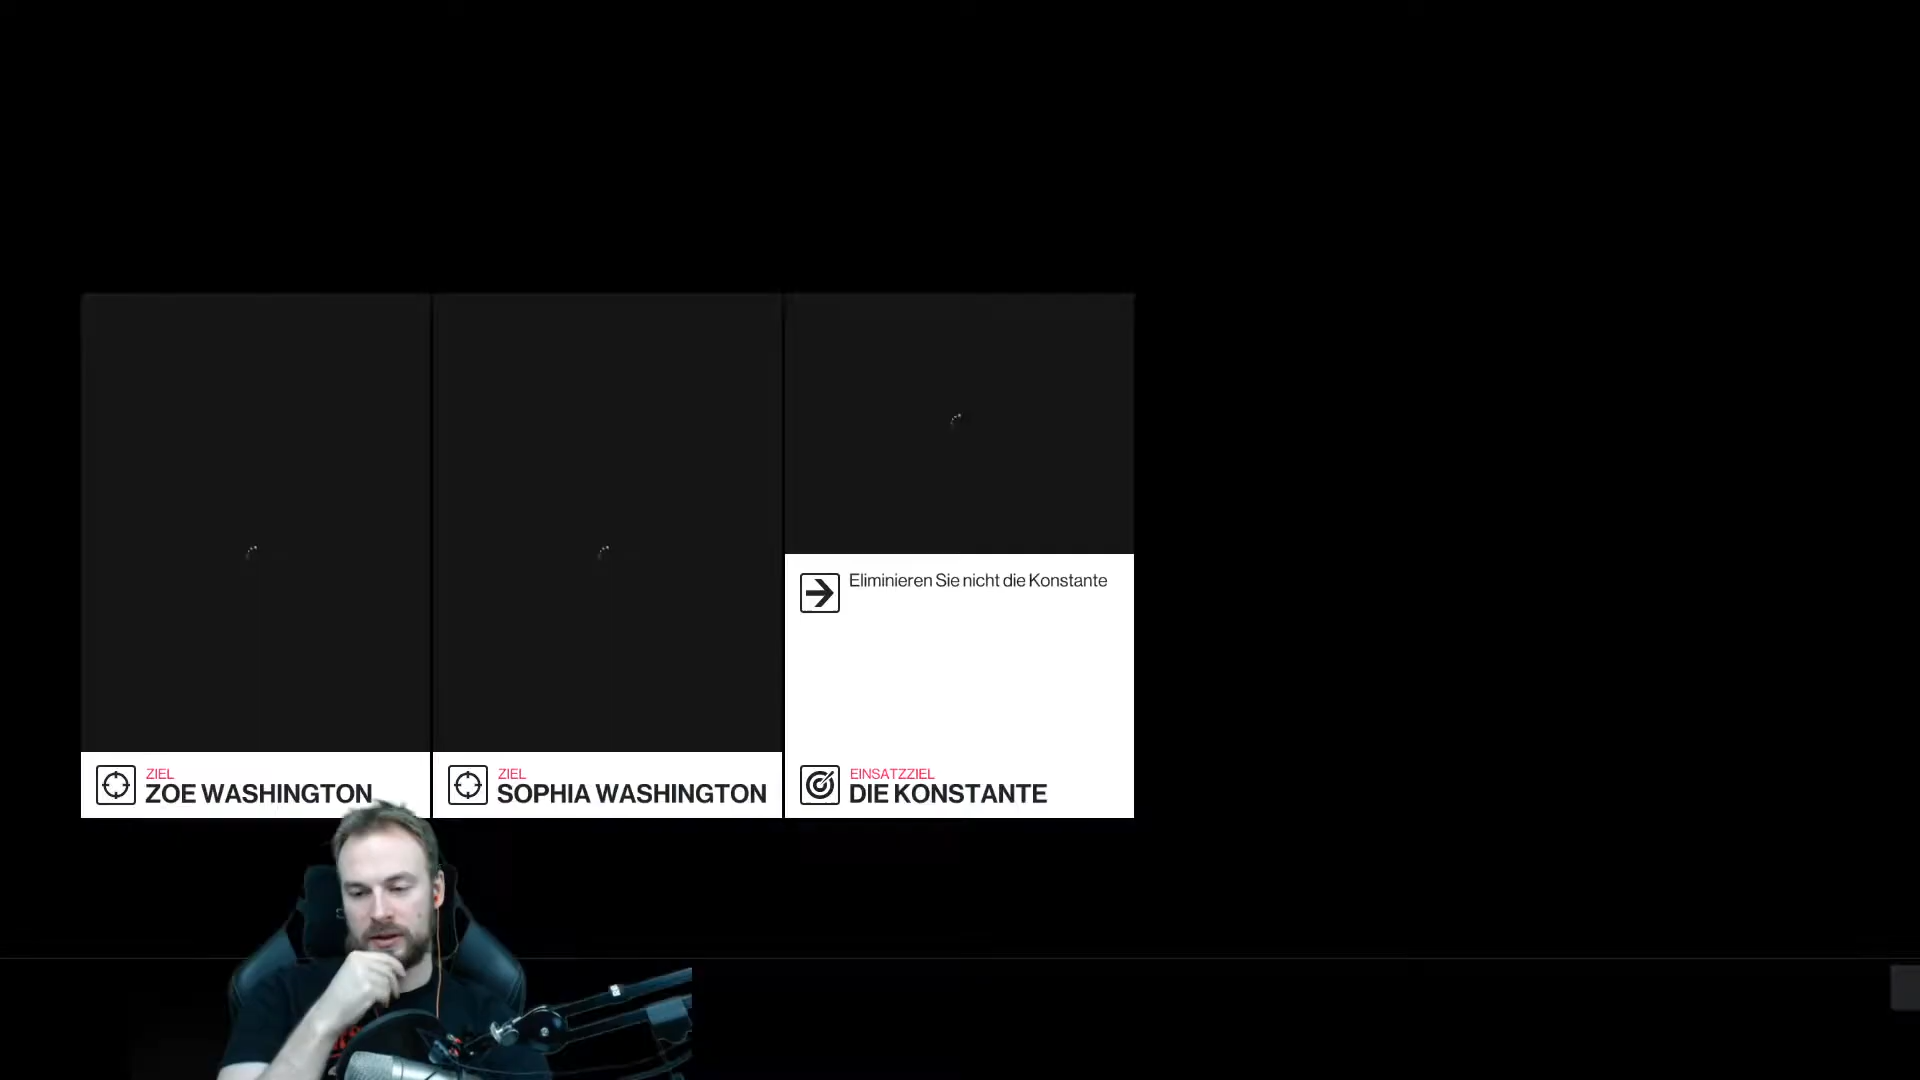 Eliminieren Sie nicht die Konstante
ZIEL
ZOE WASHINGTON
ZIEL
SOPHIA WASHINGTON
EINSATZZIEL
DIE KONSTANTE